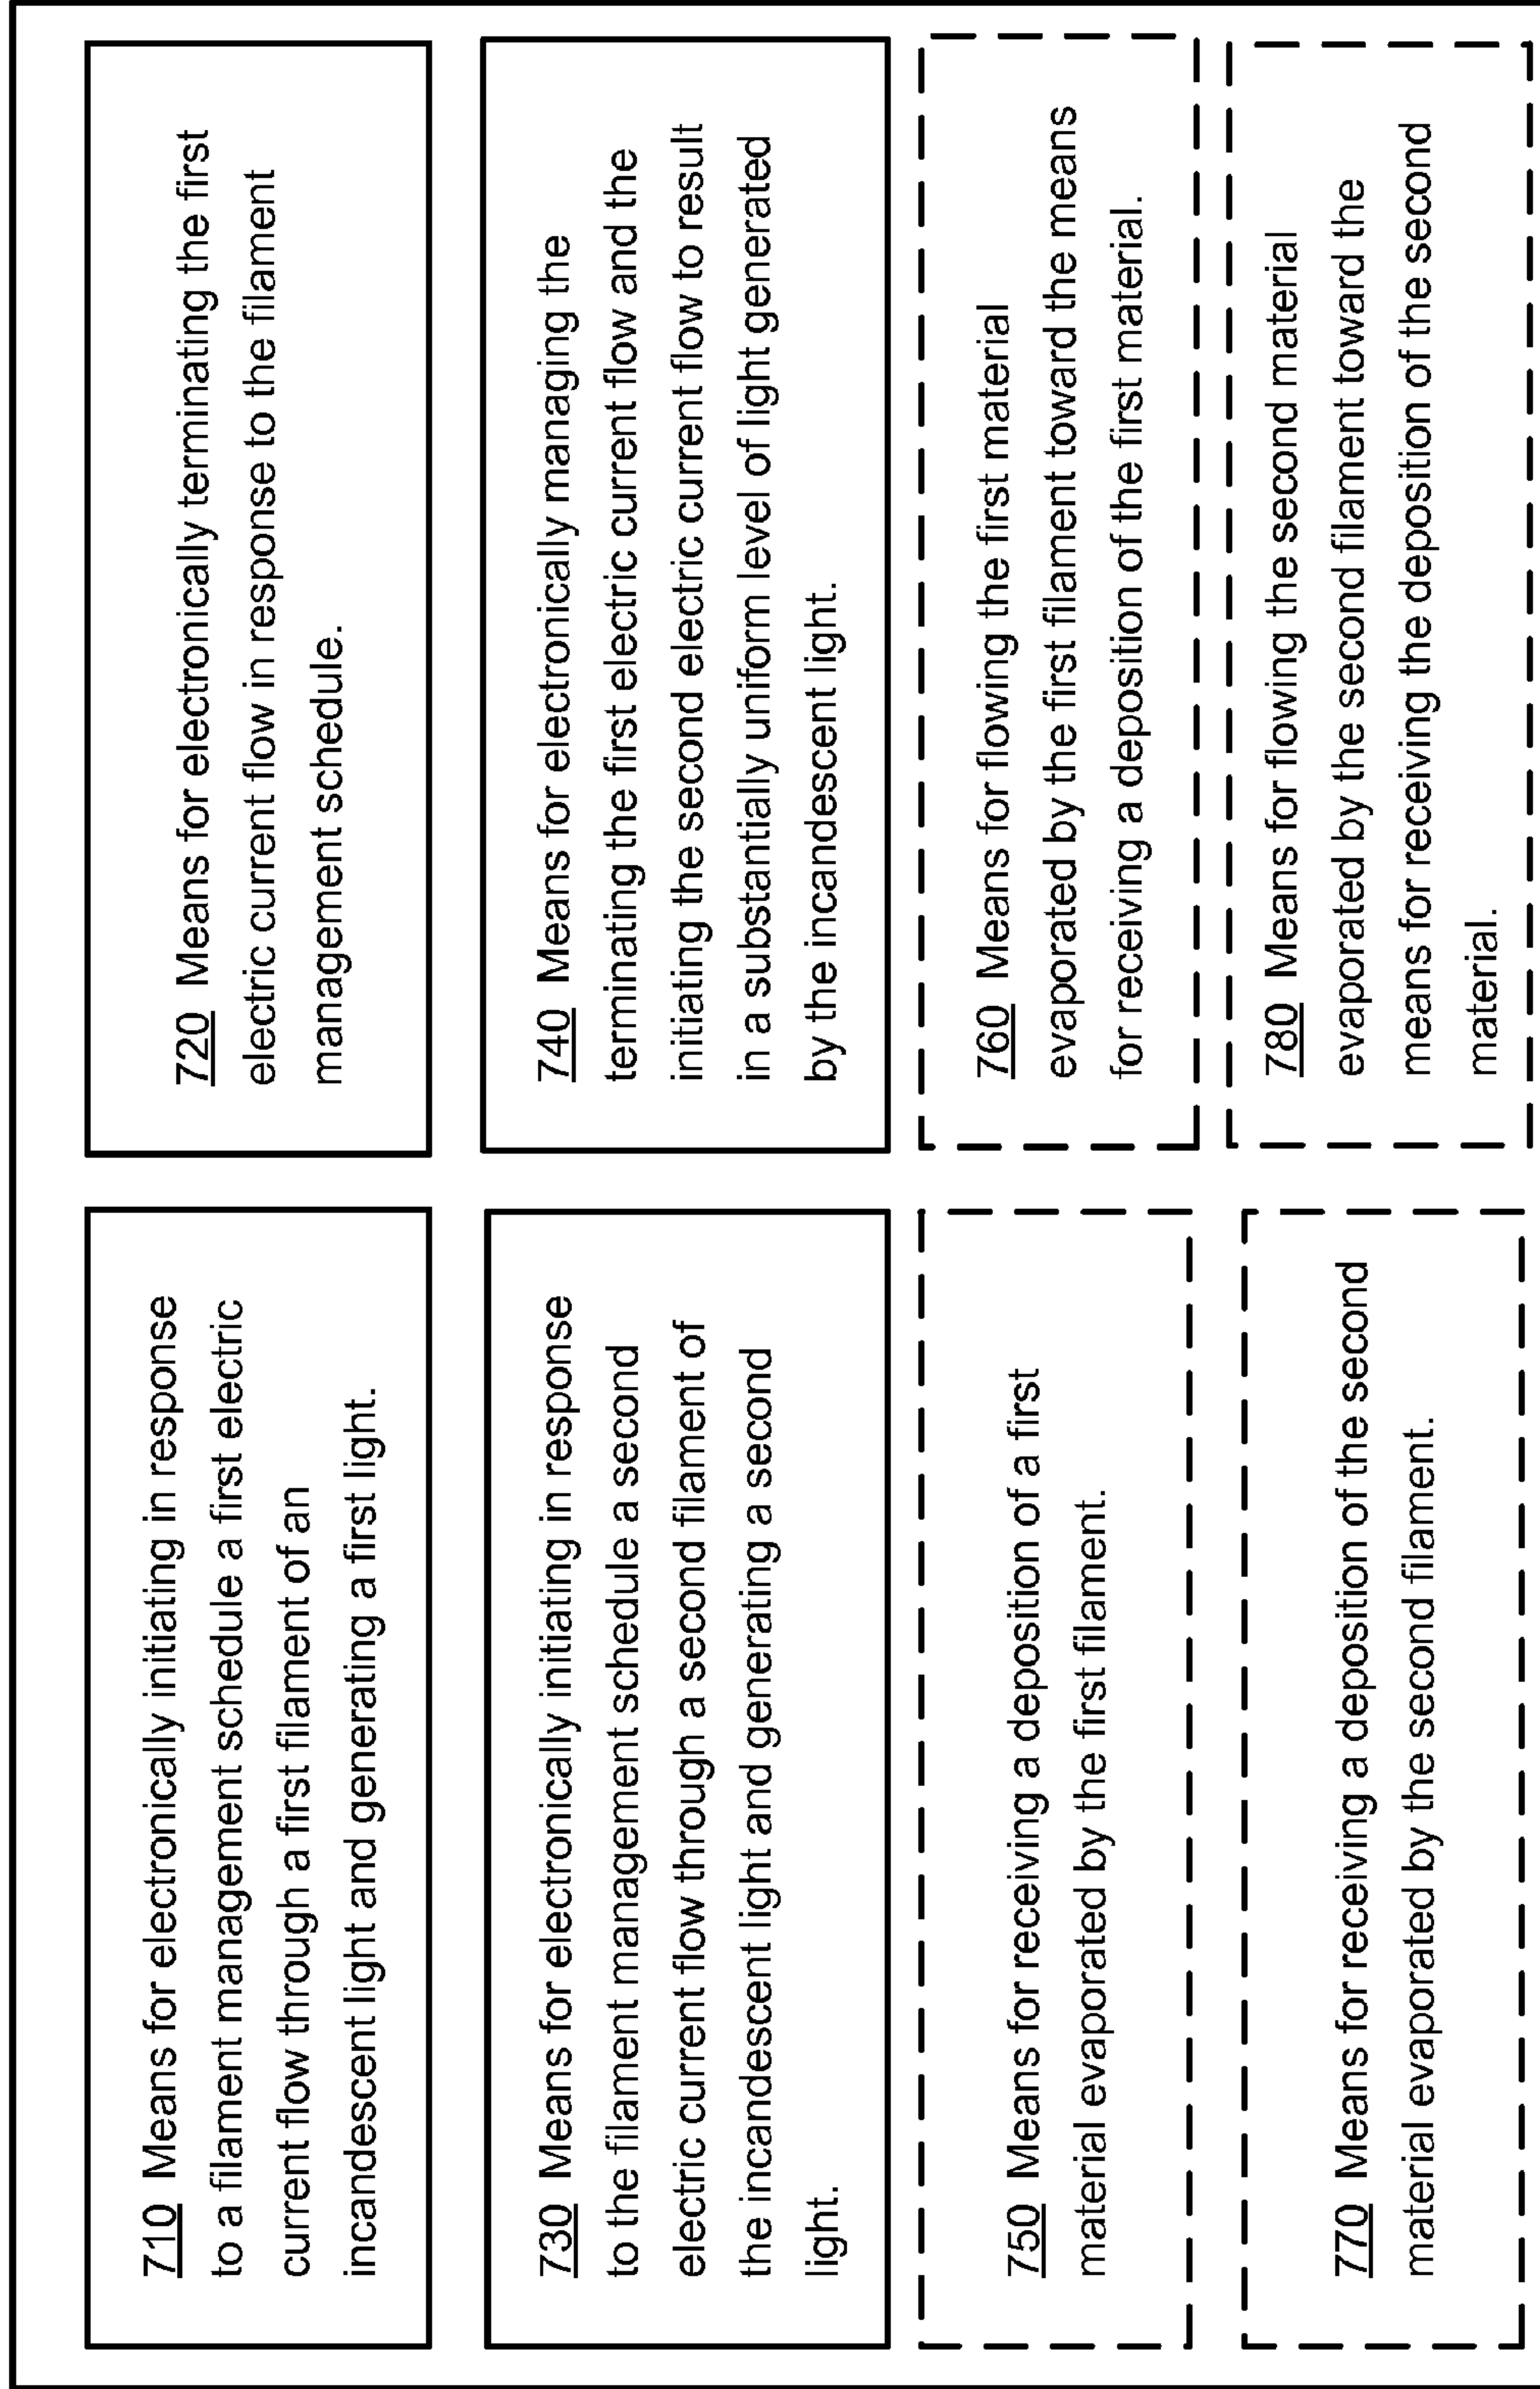 710 Means for electronically initiating in response
to a filament management schedule a first electric
current flow through a first filament of an
incandescent light and generating a first light.
720 Means for electronically terminating the first
electric current flow in response to the filament
management schedule.
730 Means for electronically initiating in response
to the filament management schedule a second
electric current flow through a second filament of
the incandescent light and generating a second
light.
740 Means for electronically managing the
terminating the first electric current flow and the
initiating the second electric current flow to result
in a substantially uniform level of light generated
by the incandescent light.
750 Means for receiving a deposition of a first
material evaporated by the first filament.
760 Means for flowing the first material
evaporated by the first filament toward the means
for receiving a deposition of the first material.
770 Means for receiving a deposition of the second
material evaporated by the second filament.
780 Means for flowing the second material
evaporated by the second filament toward the
means for receiving the deposition of the second
material.